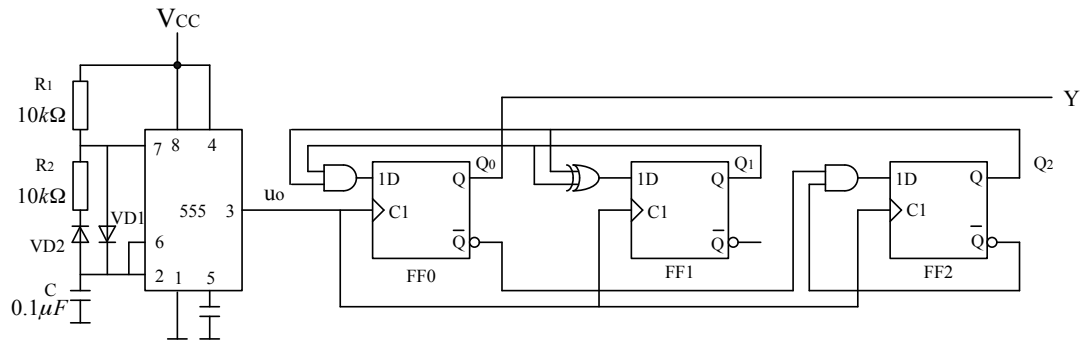 VCC
R1
10kΩ
R2
10kΩ
VD1
VD2
C
0.1μF
7
8
4
555
3
6
2
1
5
uo
1D
Q
C1
Q̅
FF0
Q0
1D
Q
C1
Q̅
FF1
Q1
1D
Q
C1
Q̅
FF2
Q2
Y